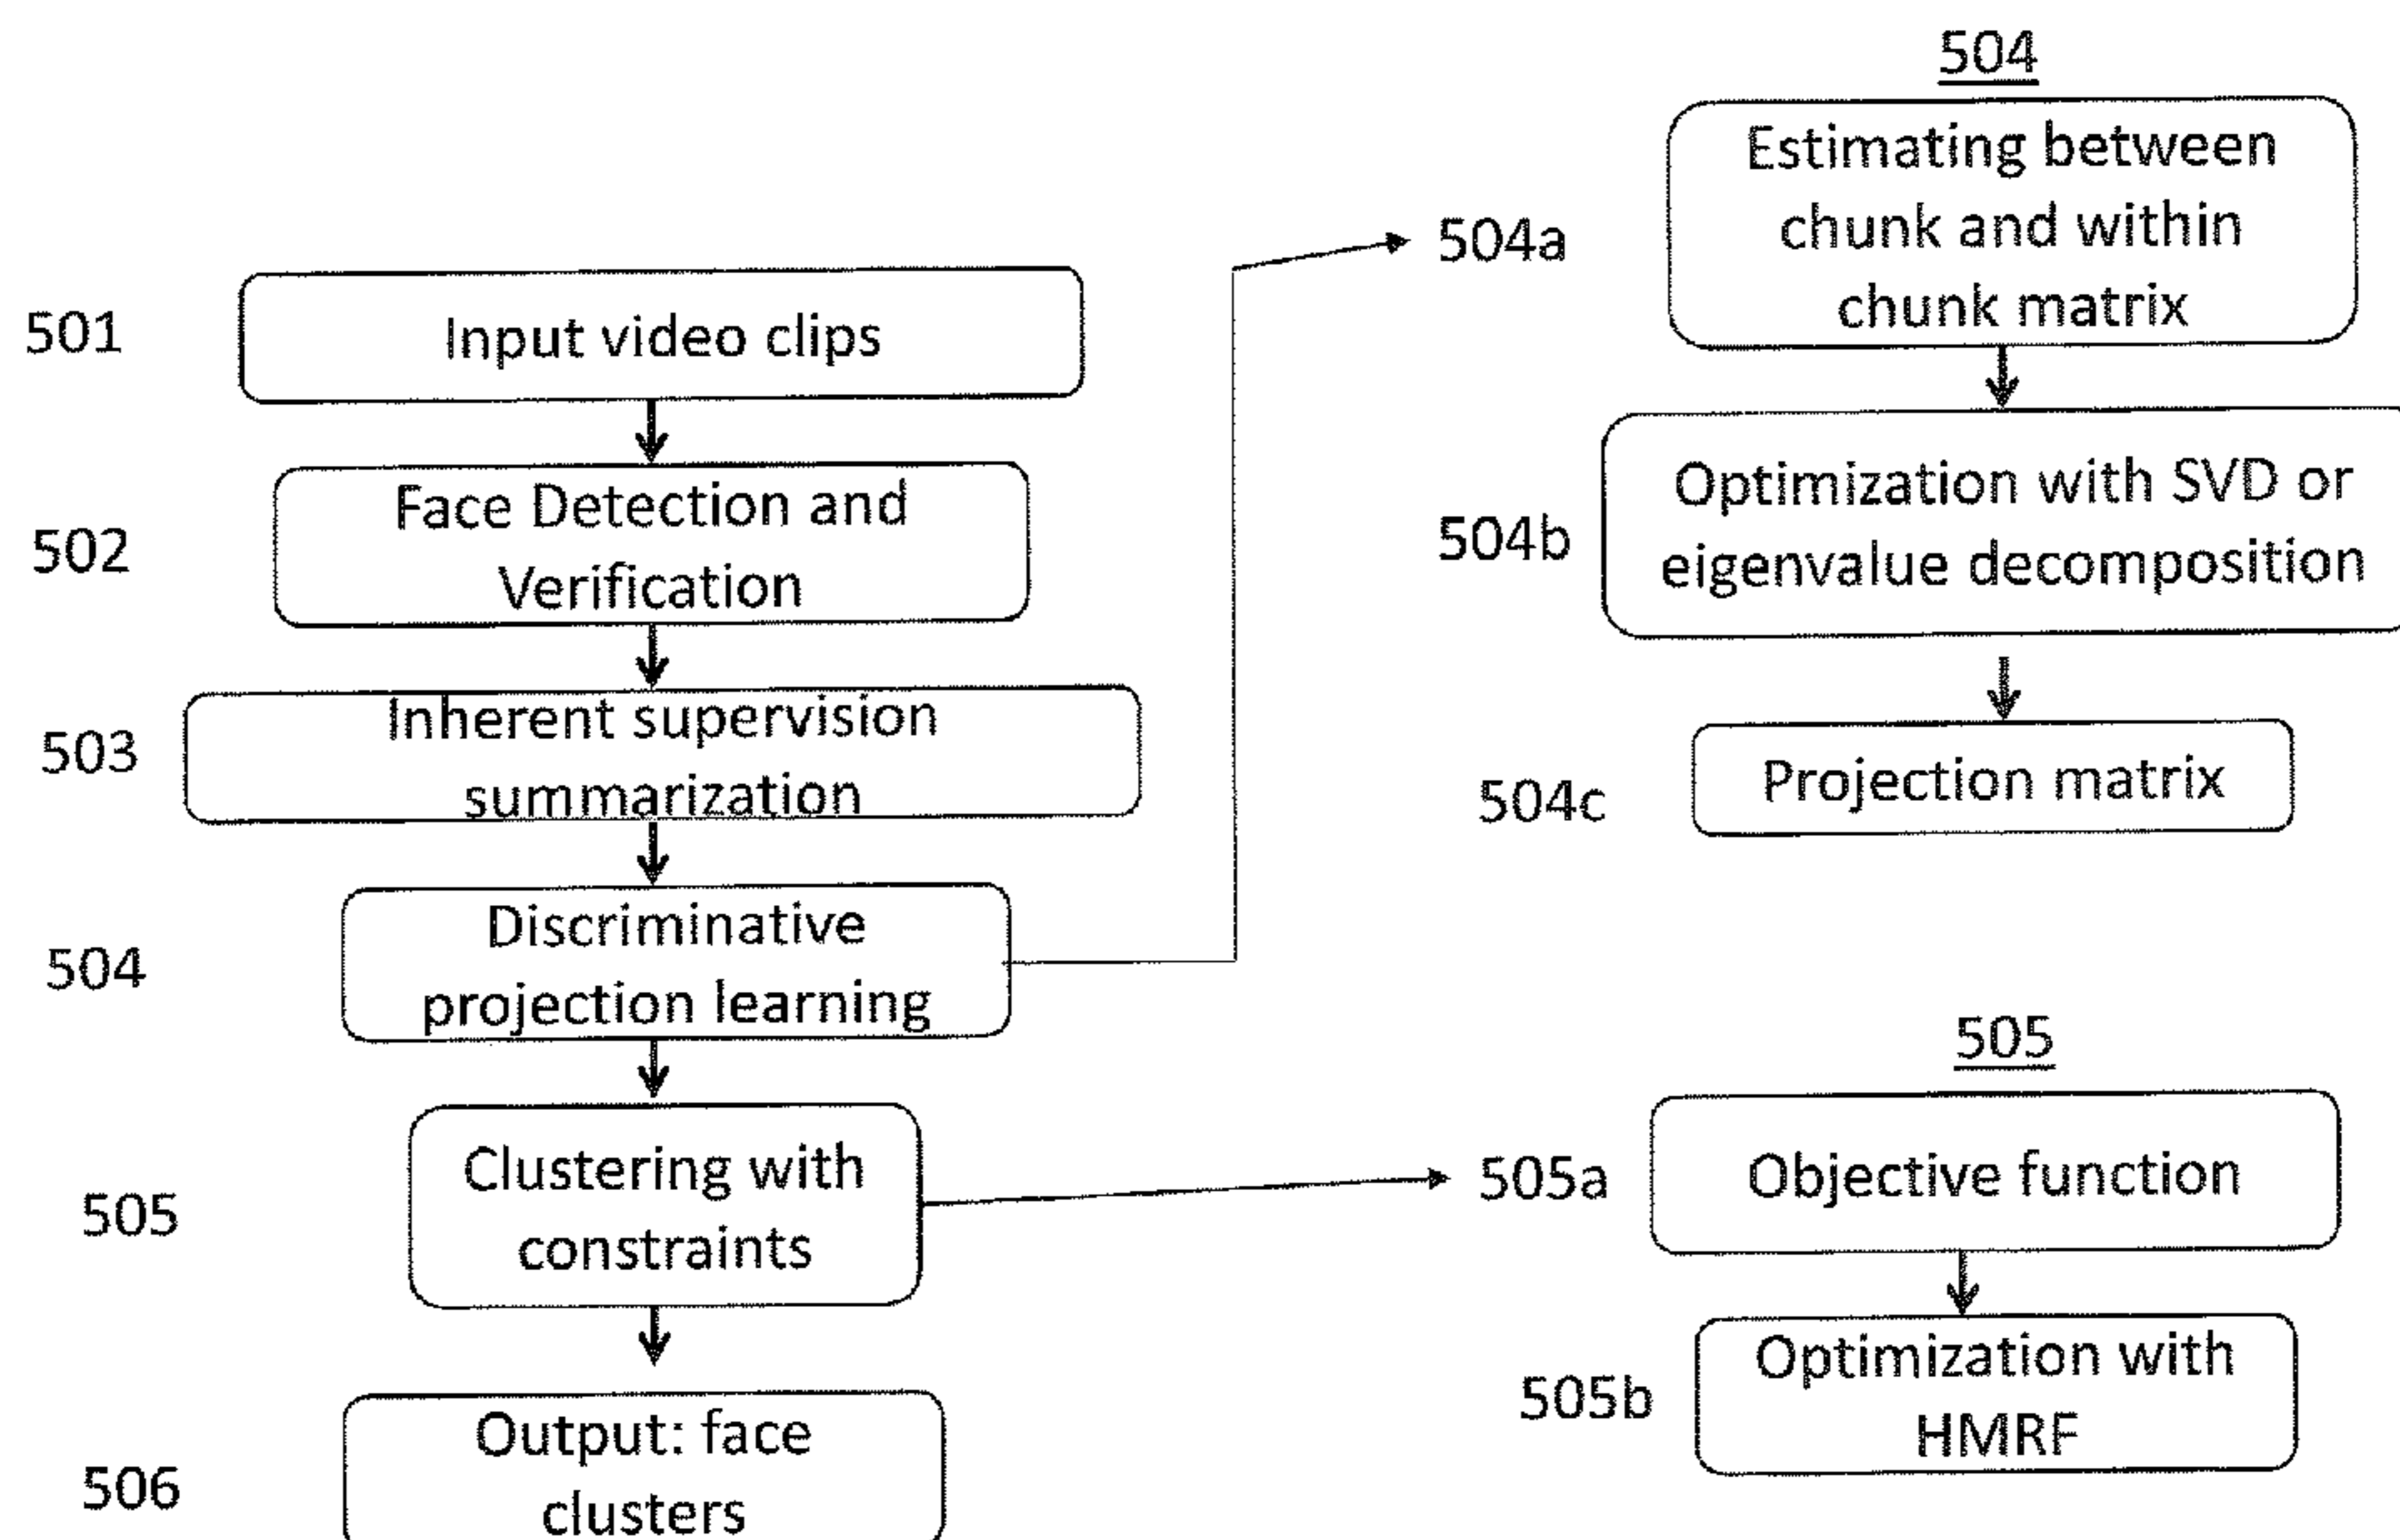 501
Input video clips
502
Face Detection and
Verification
503
Inherent supervision
summarization
504
Discriminative
projection learning
505
Clustering with
constraints
506
Output: face
clusters
504
504a
Estimating between
chunk and within
chunk matrix
504b
Optimization with SVD or
eigenvalue decomposition
504c
Projection matrix
505
505a
Objective function
505b
Optimization with
HMRF